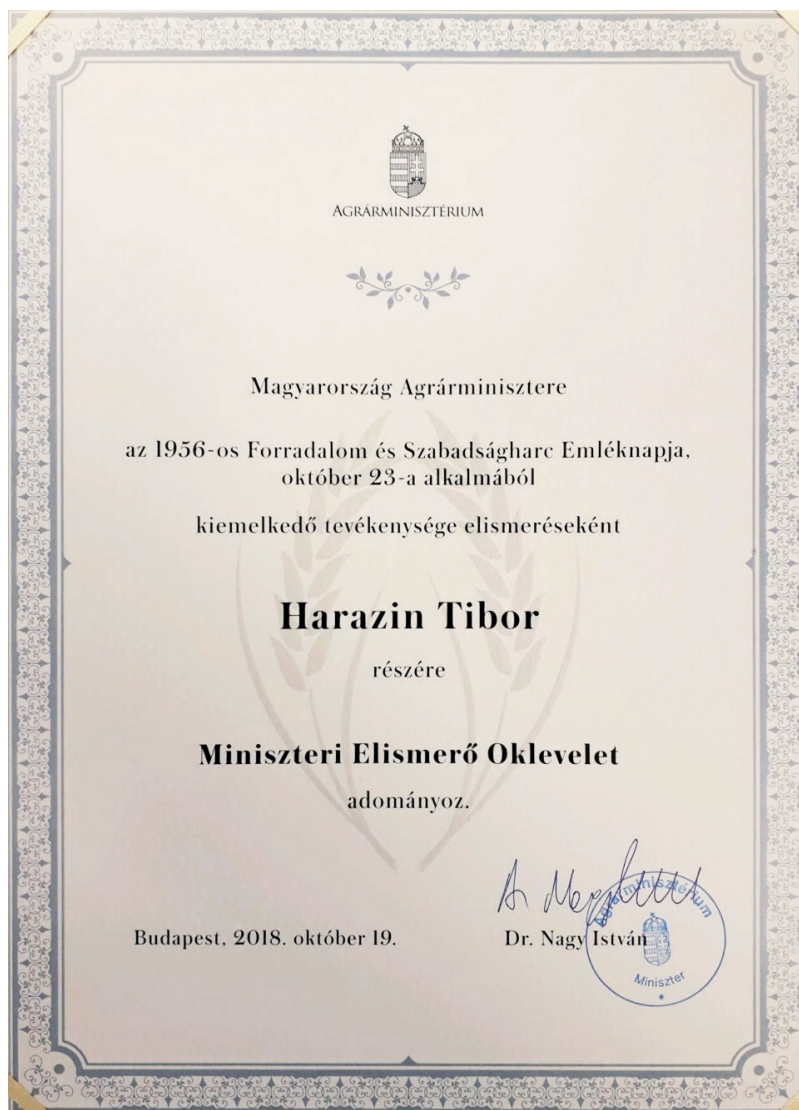 AGRÁRMINISZTÉRIUM
Magyarország Agrárminisztere
az 1956-os Forradalom és Szabadságharc Emléknapja,
október 23-a alkalmából
kiemelkedő tevékenysége elismeréseként
Harazin Tibor
részére
Miniszteri Elismerő Oklevelet
adományoz.
Budapest, 2018. október 19.
Dr. Nagy István
Agrárminisztérium
Miniszter